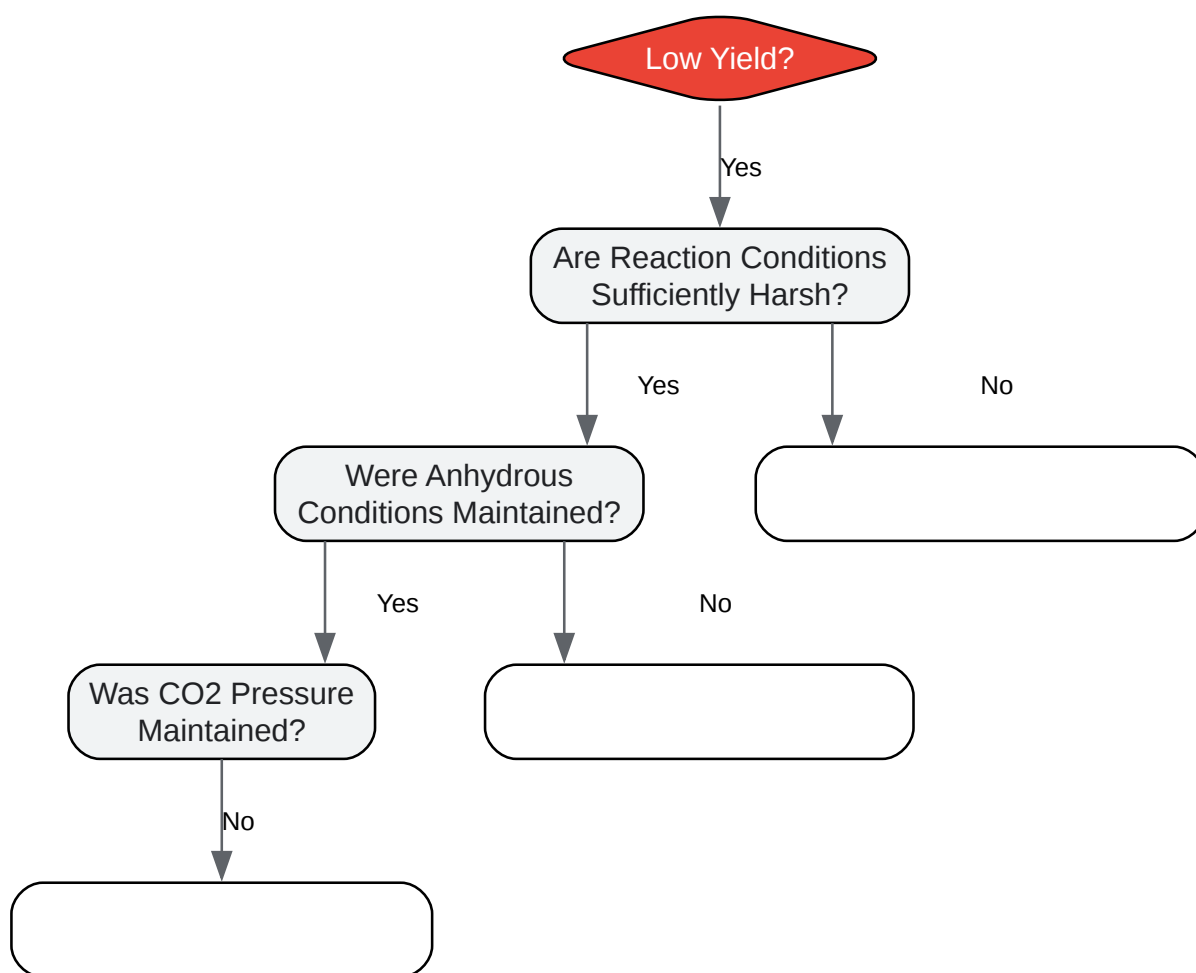 Low Yield?
Yes
Are Reaction Conditions
Sufficiently Harsh?
Yes
No
Were Anhydrous
Conditions Maintained?
Yes
No
Was CO2 Pressure
Maintained?
No